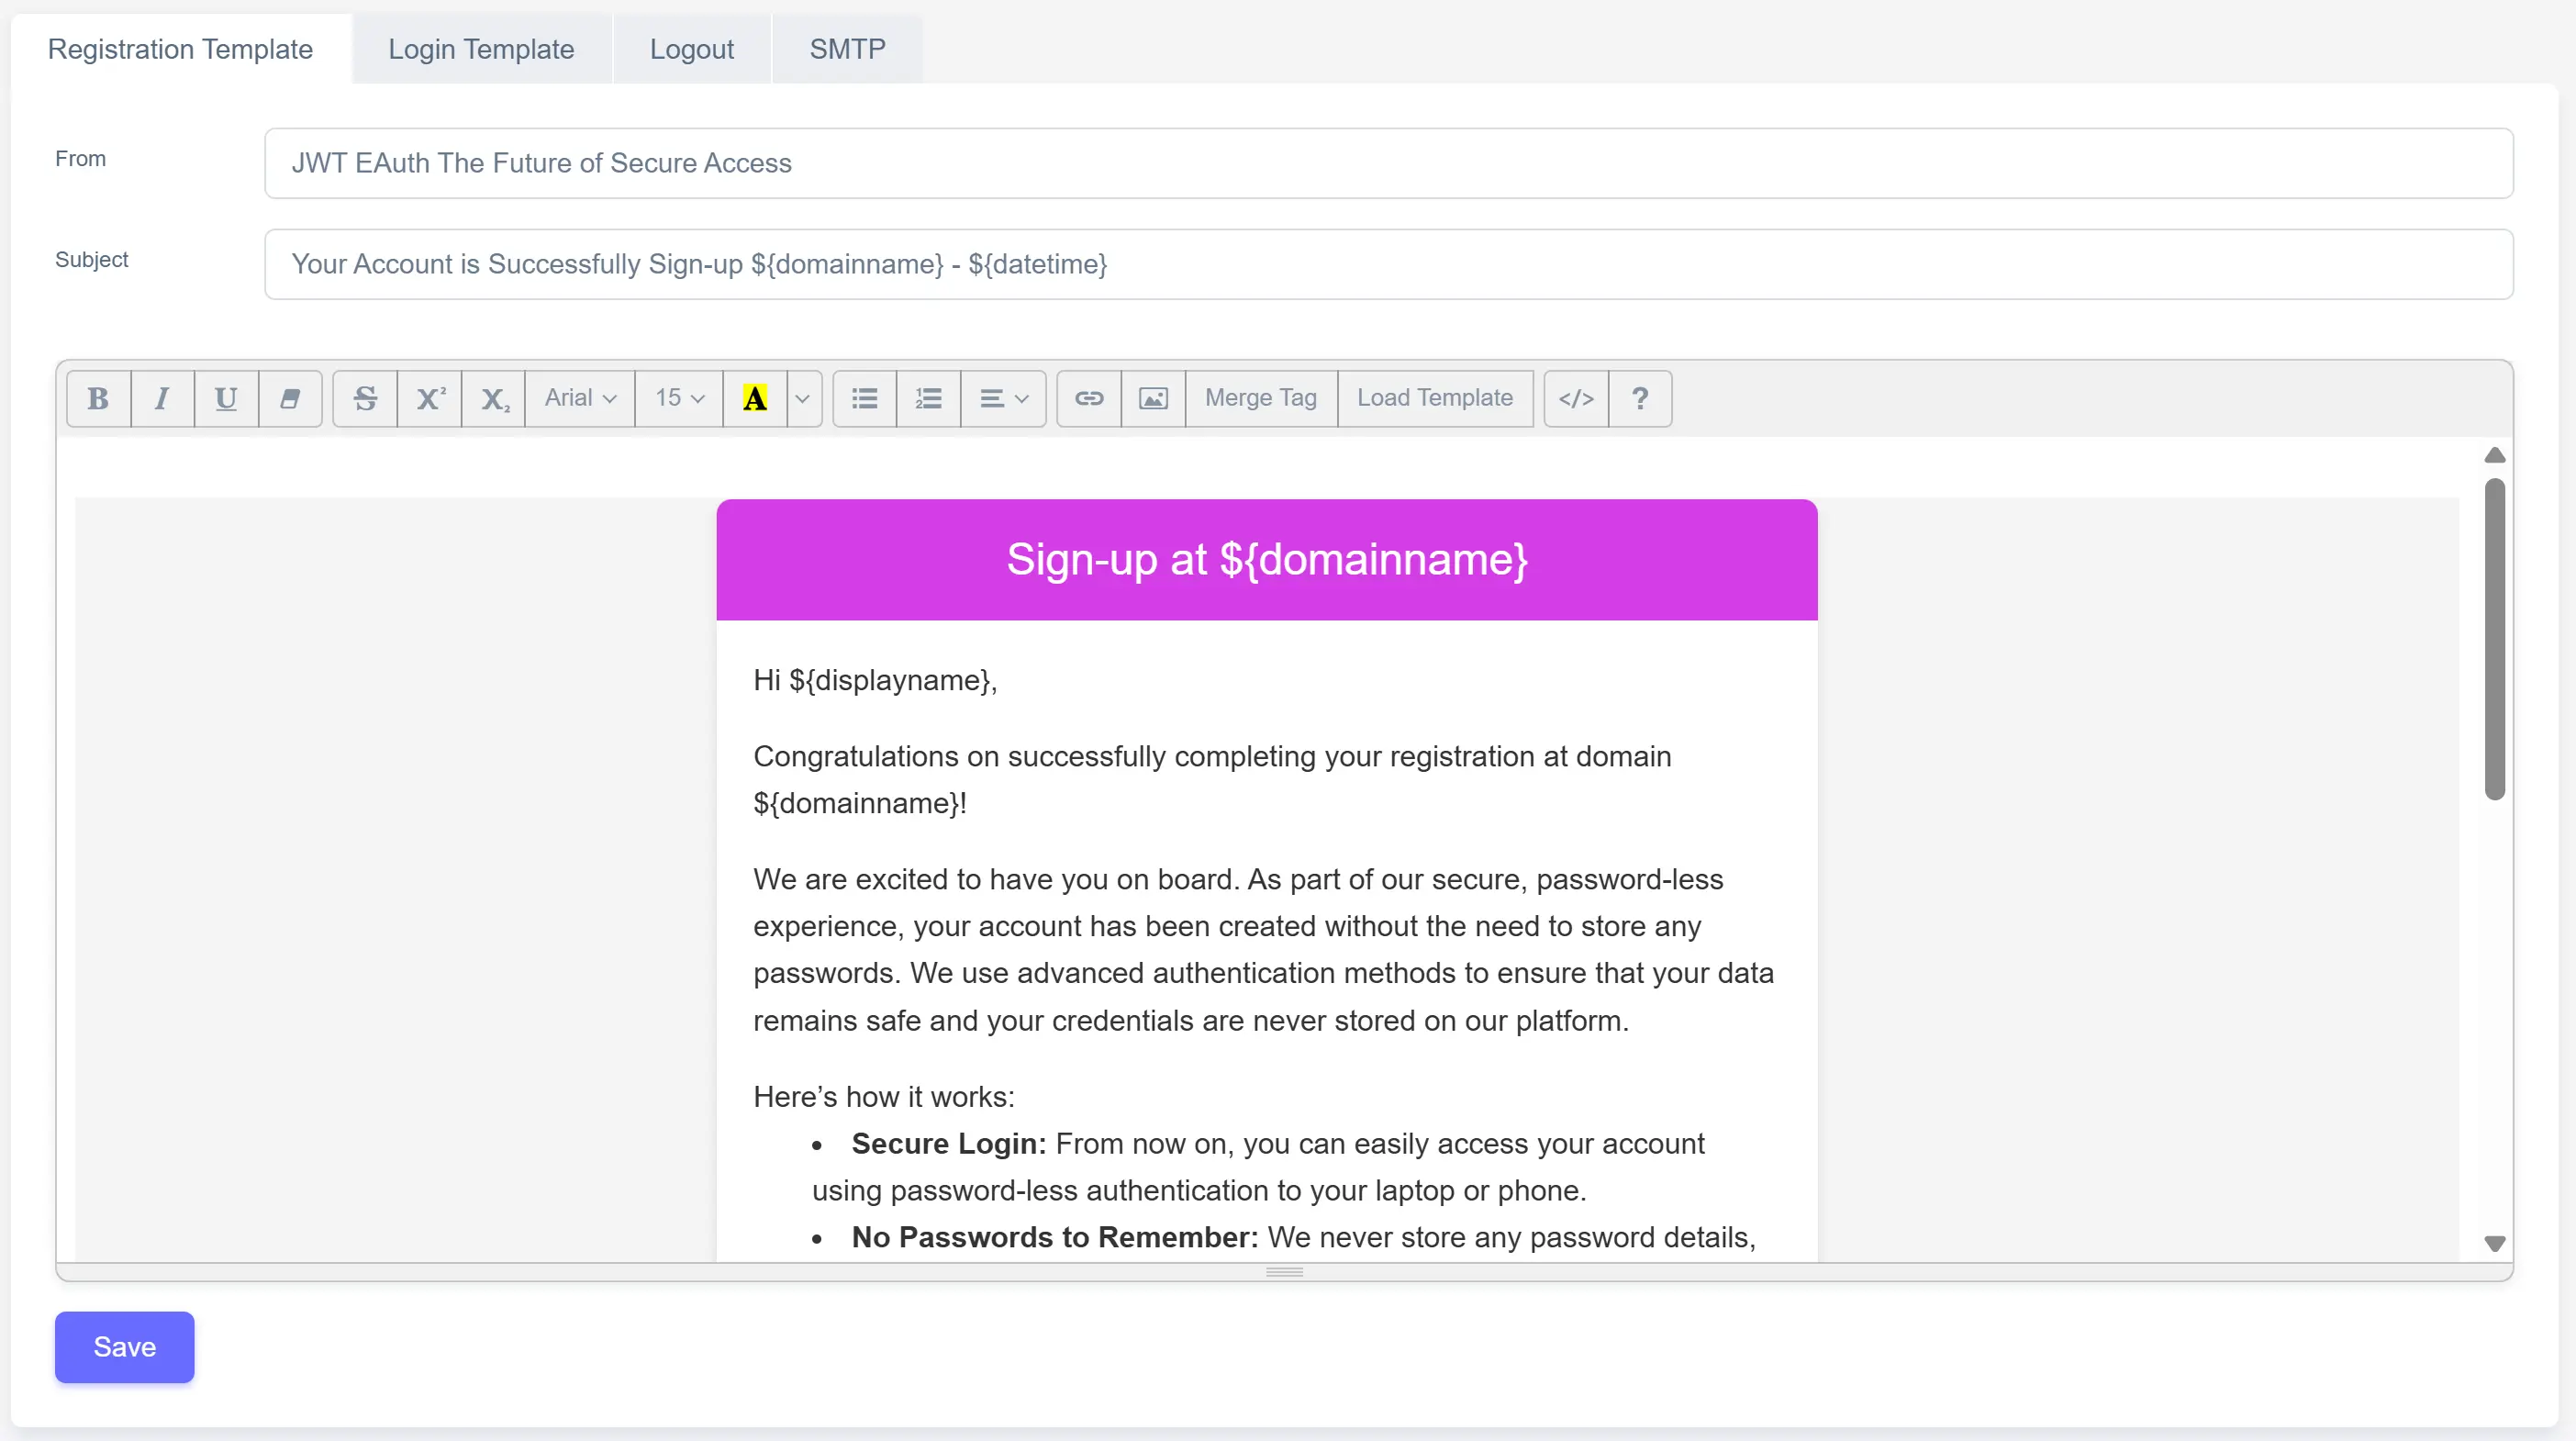 Registration Template
Login Template
Logout
SMTP
From
JWT EAuth The Future of Secure Access
Subject
Your Account is Successfully Sign-up ${domainname} - ${datetime}
B I U S X² X₂ Arial 15 A Merge Tag Load Template </> ?
Sign-up at ${domainname}
Hi ${displayname},
Congratulations on successfully completing your registration at domain
${domainname}!
We are excited to have you on board. As part of our secure, password-less
experience, your account has been created without the need to store any
passwords. We use advanced authentication methods to ensure that your data
remains safe and your credentials are never stored on our platform.
Here’s how it works:
• Secure Login: From now on, you can easily access your account
using password-less authentication to your laptop or phone.
• No Passwords to Remember: We never store any password details,
Save